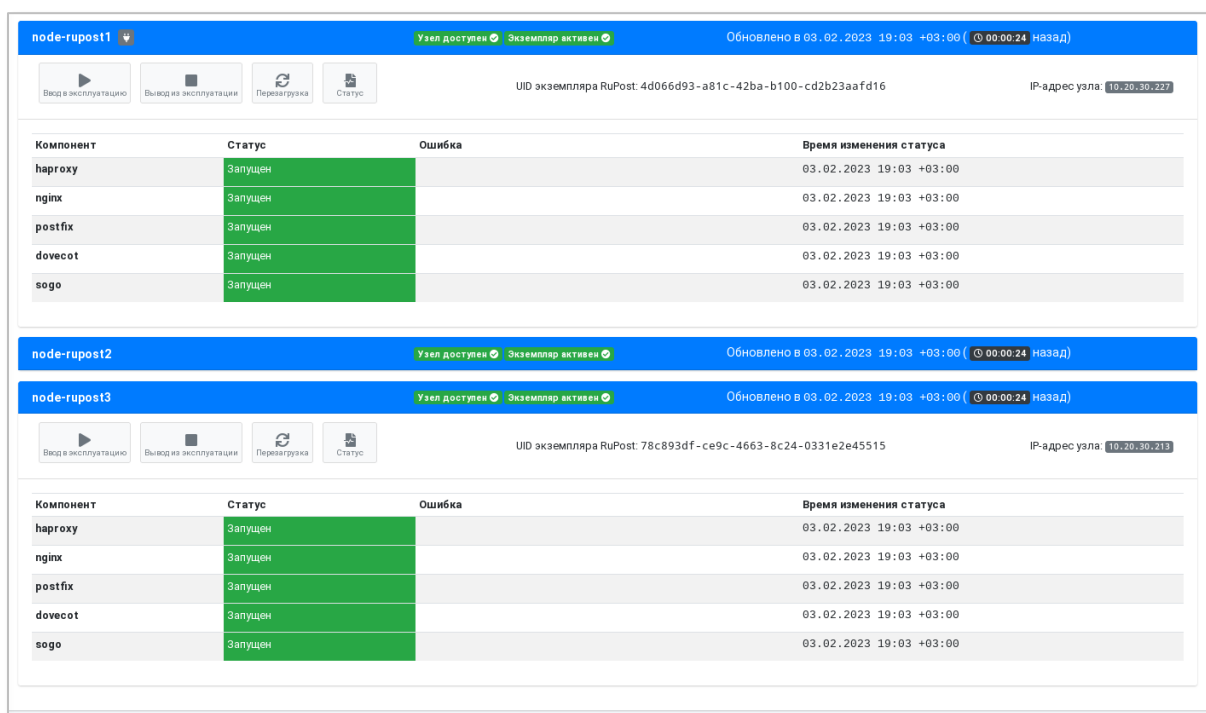 node-rupost1 Узел доступен Экземпляр активен Обновлено в 03.02.2023 19:03 +03:00 ( 00:00:24 назад)
Ввод в эксплуатацию Вывод из эксплуатации Перезагрузка Статус UID экземпляра RuPost: 4d066d93-a81c-42ba-b100-cd2b23aafd16 IP-адрес узла: 10.20.30.227
Компонент Статус Ошибка Время изменения статуса
haproxy Запущен 03.02.2023 19:03 +03:00
nginx Запущен 03.02.2023 19:03 +03:00
postfix Запущен 03.02.2023 19:03 +03:00
dovecot Запущен 03.02.2023 19:03 +03:00
sogo Запущен 03.02.2023 19:03 +03:00
node-rupost2 Узел доступен Экземпляр активен Обновлено в 03.02.2023 19:03 +03:00 ( 00:00:24 назад)
node-rupost3 Узел доступен Экземпляр активен Обновлено в 03.02.2023 19:03 +03:00 ( 00:00:24 назад)
Ввод в эксплуатацию Вывод из эксплуатации Перезагрузка Статус UID экземпляра RuPost: 78c893df-ce9c-4663-8c24-0331e2e45515 IP-адрес узла: 10.20.30.213
Компонент Статус Ошибка Время изменения статуса
haproxy Запущен 03.02.2023 19:03 +03:00
nginx Запущен 03.02.2023 19:03 +03:00
postfix Запущен 03.02.2023 19:03 +03:00
dovecot Запущен 03.02.2023 19:03 +03:00
sogo Запущен 03.02.2023 19:03 +03:00